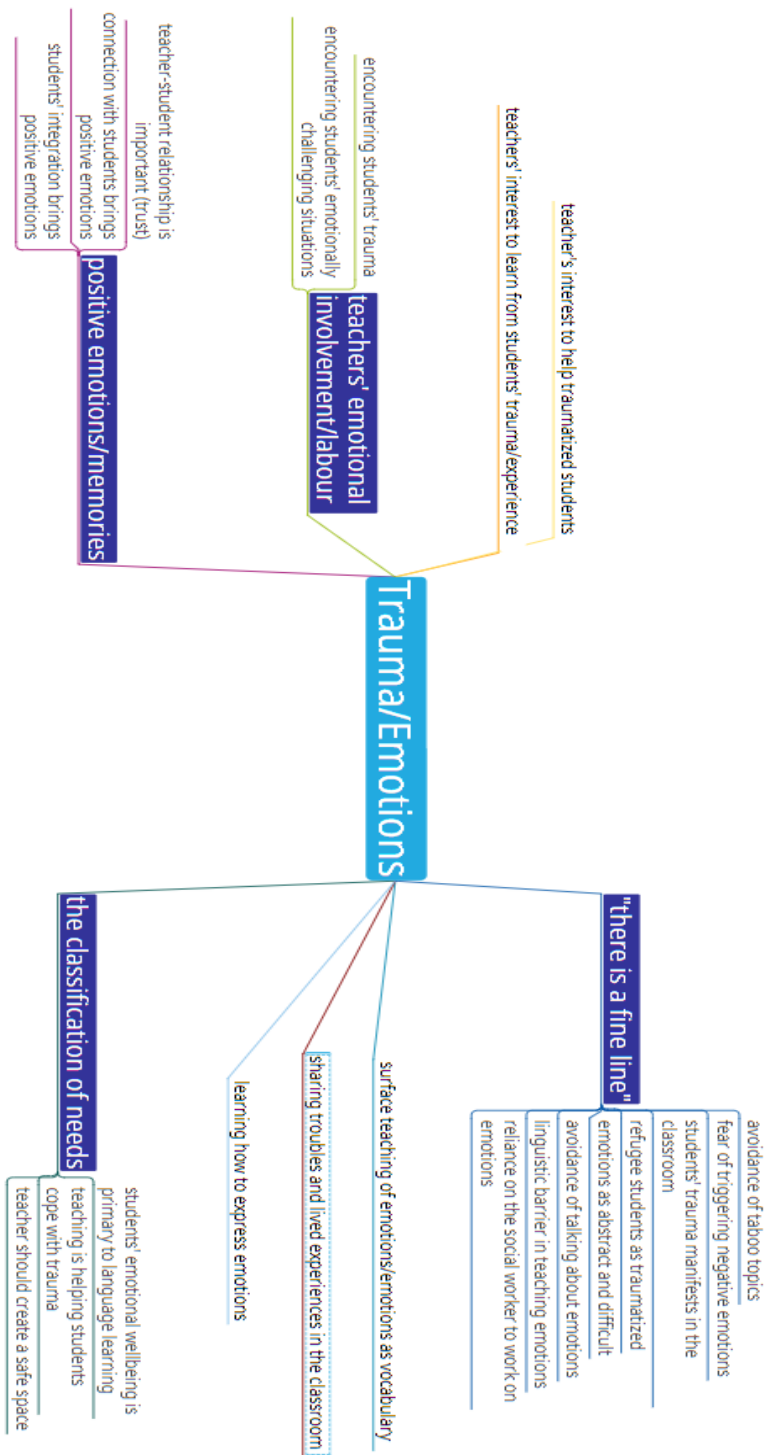 Trauma/Emotions
"there is a fine line"
avoidance of taboo topics
fear of triggering negative emotions
students' trauma manifests in the
classroom
refugee students as traumatized
emotions as abstract and difficult
avoidance of talking about emotions
linguistic barrier in teaching emotions
reliance on the social worker to work on
emotions
surface teaching of emotions/emotions as vocabulary
sharing troubles and lived experiences in the classroom
learning how to express emotions
the classification of needs
students' emotional wellbeing is
primary to language learning
teaching is helping students
cope with trauma
teacher should create a safe space
teacher's interest to help traumatized students
teachers' interest to learn from students' trauma/experience
teachers' emotional
involvement/labour
encountering students' trauma
encountering students' emotionally
challenging situations
positive emotions/memories
teacher-student relationship is
important (trust)
connection with students brings
positive emotions
students' integration brings
positive emotions